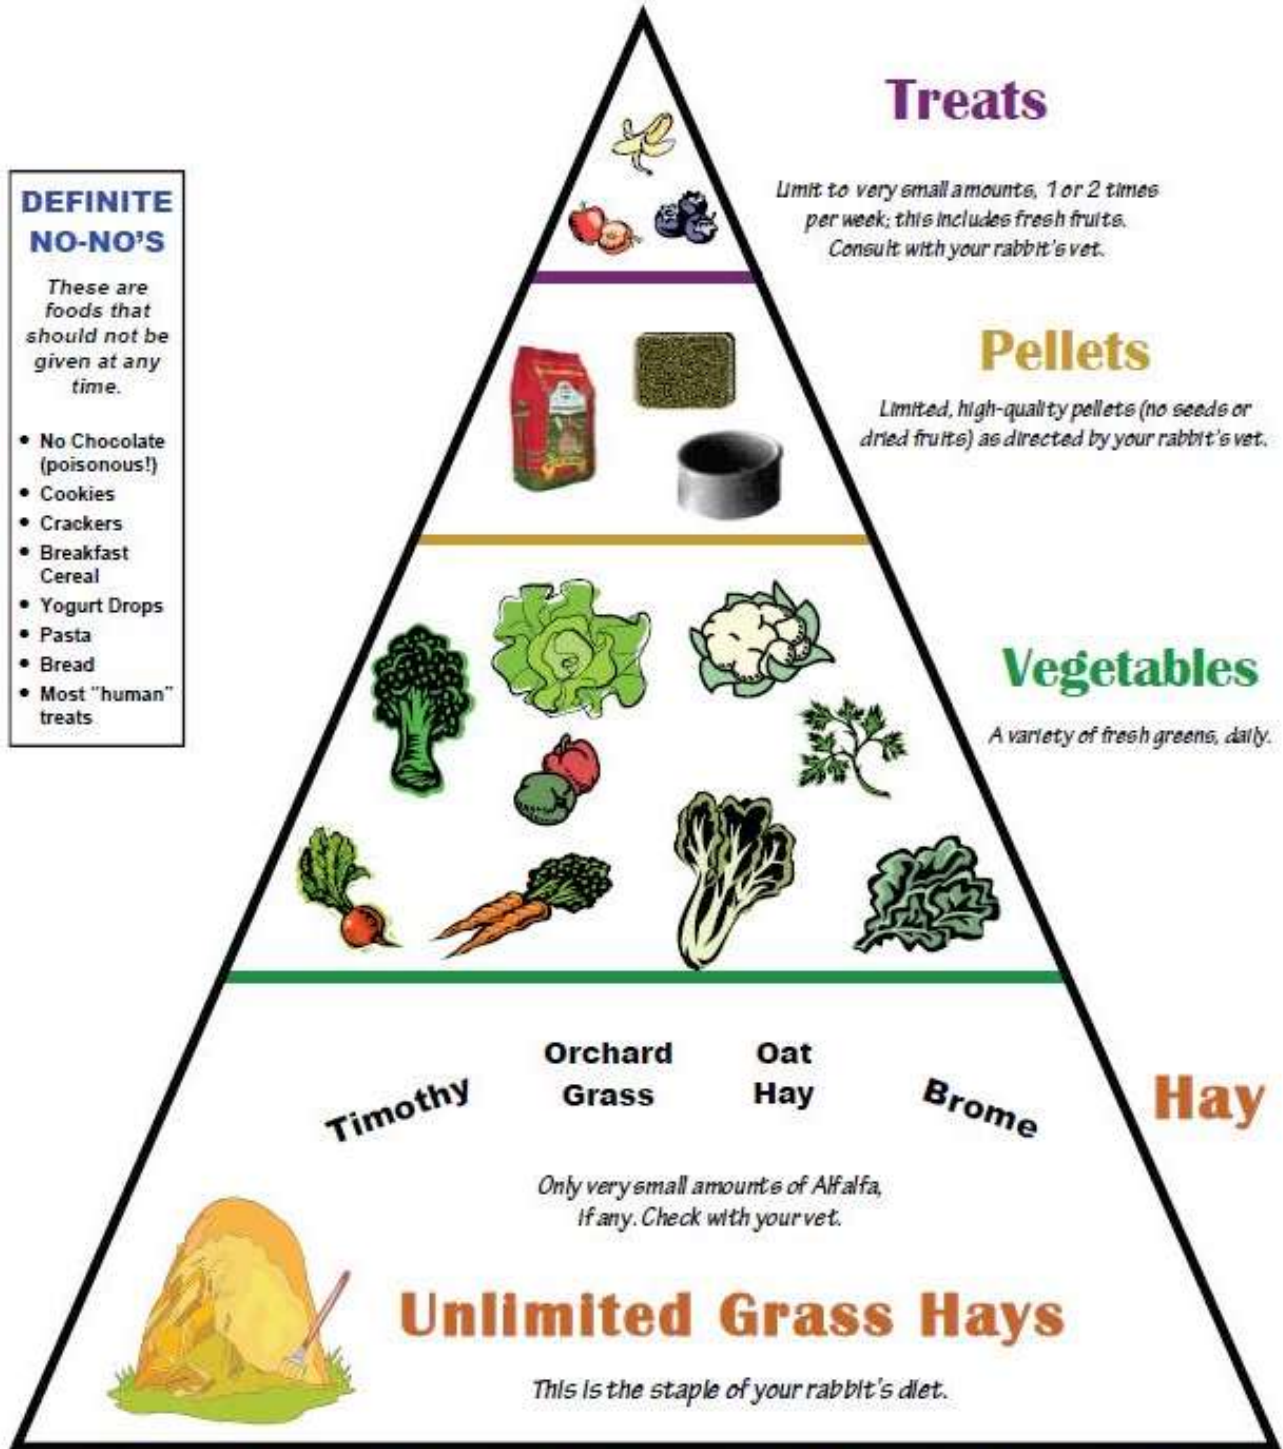 Treats
Limit to very small amounts, 1 or 2 times
per week; this includes fresh fruits.
Consult with your rabbit's vet.
DEFINITE
NO-NO'S
These are
foods that
should not be
given at any
time.
• No Chocolate
(poisonous!)
• Cookies
• Crackers
• Breakfast
Cereal
• Yogurt Drops
• Pasta
• Bread
• Most "human"
treats
Pellets
Limited, high-quality pellets (no seeds or
dried fruits) as directed by your rabbit's vet.
Vegetables
A variety of fresh greens, daily.
Hay
Timothy
Orchard
Grass
Oat
Hay
Brome
Only very small amounts of Alfalfa,
if any. Check with your vet.
Unlimited Grass Hays
This is the staple of your rabbit's diet.